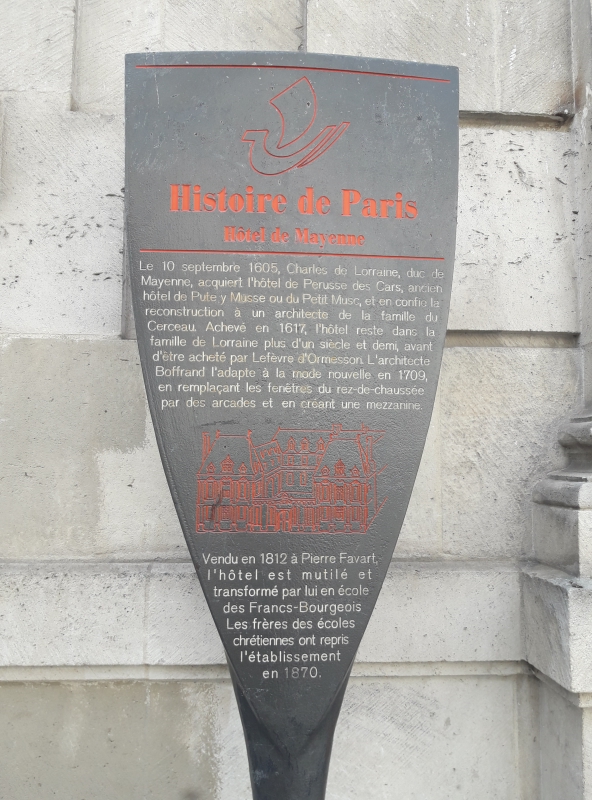 Histoire de Paris
Hôtel de Mayenne
Le 10 septembre 1605, Charles de Lorraine, duc de
Mayenne, acquiert l'hôtel de Perusse des Cars, ancien
hôtel de Pute y Musse ou du Petit Musc, et en confie la
reconstruction à un architecte de la famille du
Cerceau. Achevé en 1617, l'hôtel reste dans la
famille de Lorraine plus d'un siècle et demi, avant
d'être acheté par Lefèvre d'Ormesson. L'architecte
Boffrand l'adapte à la mode nouvelle en 1709,
en remplaçant les fenêtres du rez-de-chaussée
par des arcades et en créant une mezzanine.
Vendu en 1812 à Pierre Favart,
l'hôtel est mutilé et
transformé par lui en école
des Francs-Bourgeois
Les frères des écoles
chrétiennes ont repris
l'établissement
en 1870.